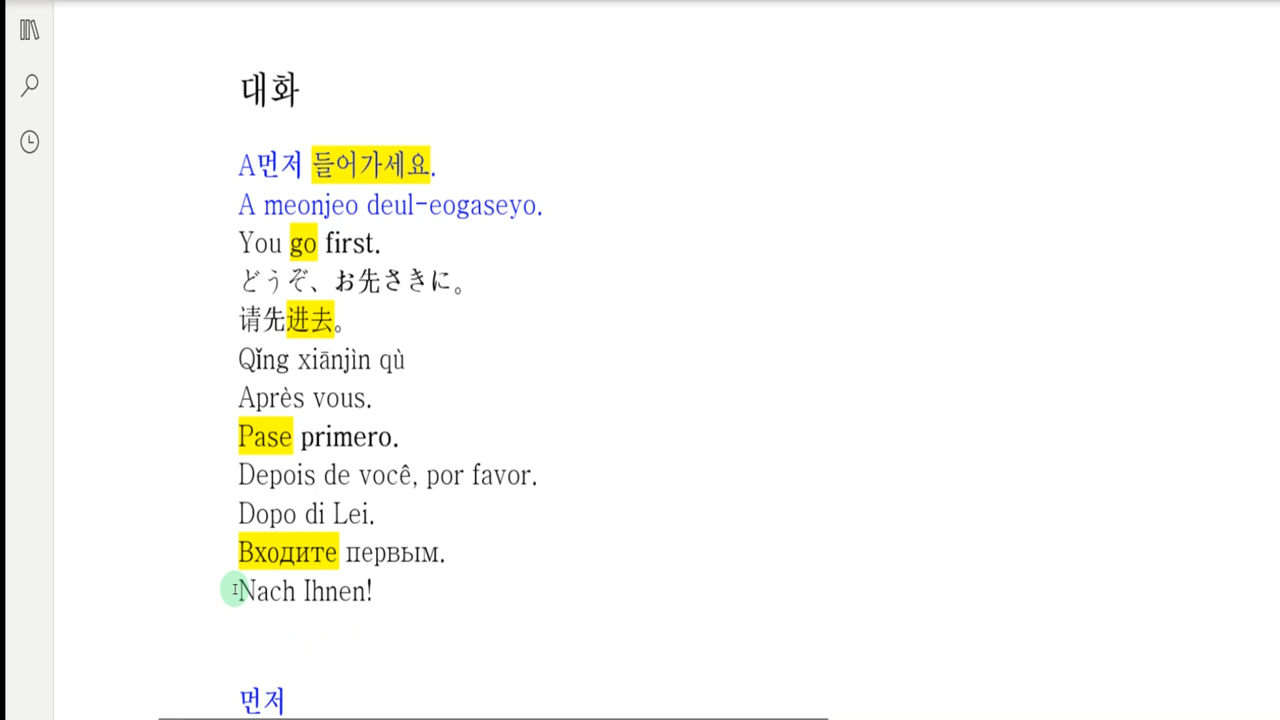 대화
A먼저 들어가세요.
A meonjeo deul-eogaseyo.
You go first.
どうぞ、お先さきに。
请先进去。
Qǐng xiānjìn qù
Après vous.
Pase primero.
Depois de você, por favor.
Dopo di Lei.
Входите первым.
Nach Ihnen!
먼저